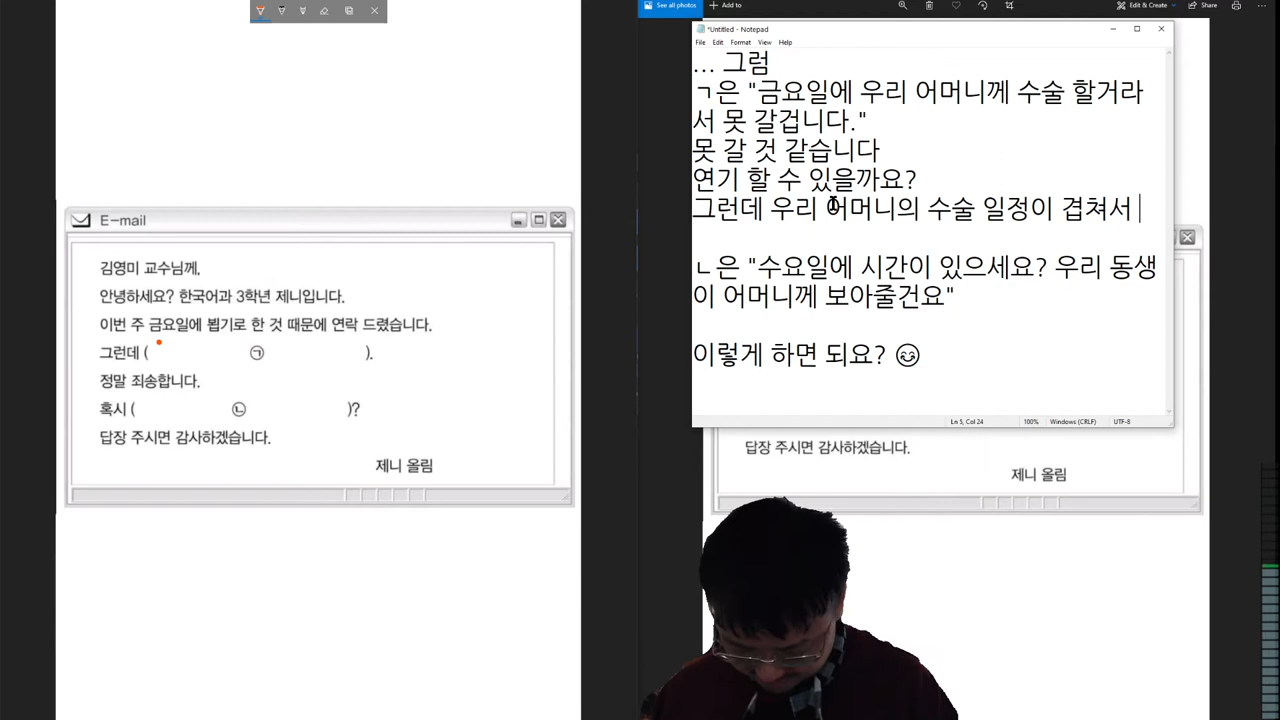 See all photos
Add to
Edit & Create
Share
*Untitled - Notepad
File Edit Format View Help
... 그럼
ㄱ은 "금요일에 우리 어머니께 수술 할거라
서 못 갈겁니다."
못 갈 것 같습니다
연기 할 수 있을까요?
그런데 우리 어머니의 수술 일정이 겹쳐서
ㄴ은 "수요일에 시간이 있으세요? 우리 동생
이 어머니께 보아줄건요"
이렇게 하면 되요? 😊
Ln 5, Col 24 100% Windows (CRLF) UTF-8
E-mail
김영미 교수님께,
안녕하세요? 한국어과 3학년 제니입니다.
이번 주 금요일에 뵙기로 한 것 때문에 연락 드렸습니다.
그런데 ( ㉠ ).
정말 죄송합니다.
혹시 ( ㉡ )?
답장 주시면 감사하겠습니다.
제니 올림
답장 주시면 감사하겠습니다.
제니 올림